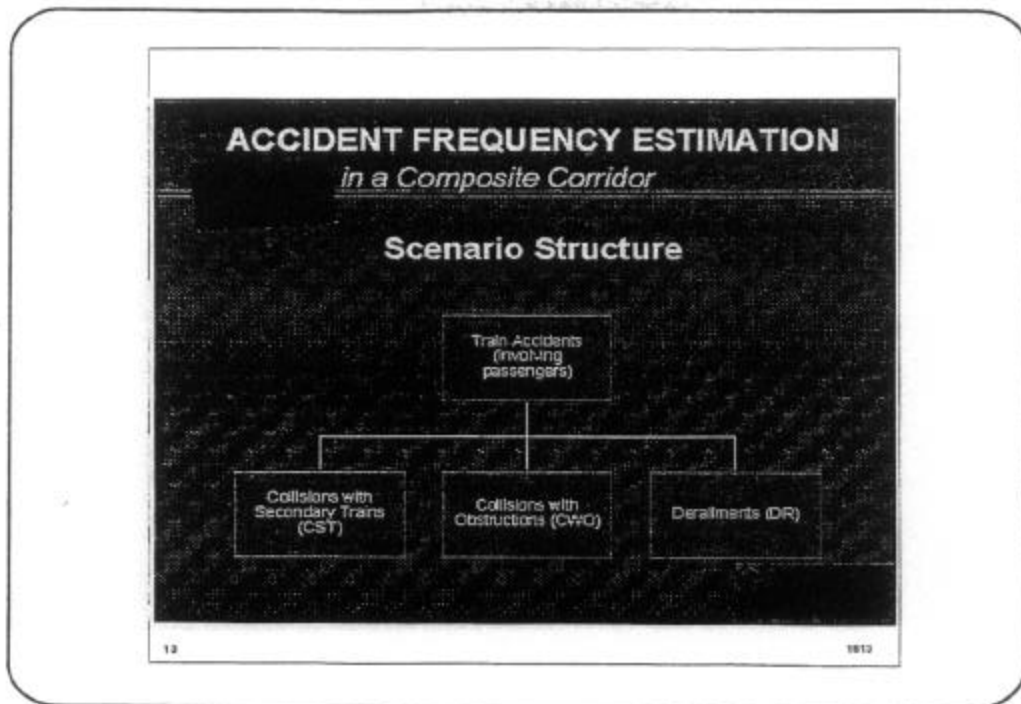 ACCIDENT FREQUENCY ESTIMATION
in a Composite Corridor
Scenario Structure
Train Accidents
(involving
passengers)
Collisions with
Secondary Trains
(CST)
Collisions with
Obstructions (CWO)
Derailments (DR)
13